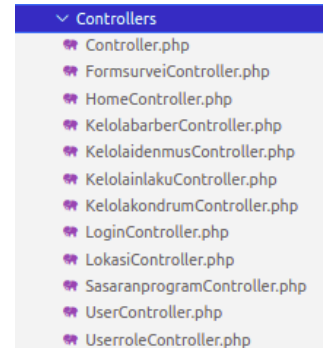 Controllers
Controller.php
FormsurveiController.php
HomeController.php
KelolabarberController.php
KelolaidenmusController.php
KelolainlakuController.php
KelolakondrumController.php
LoginController.php
LokasiController.php
SasaranprogramController.php
UserController.php
UserroleController.php